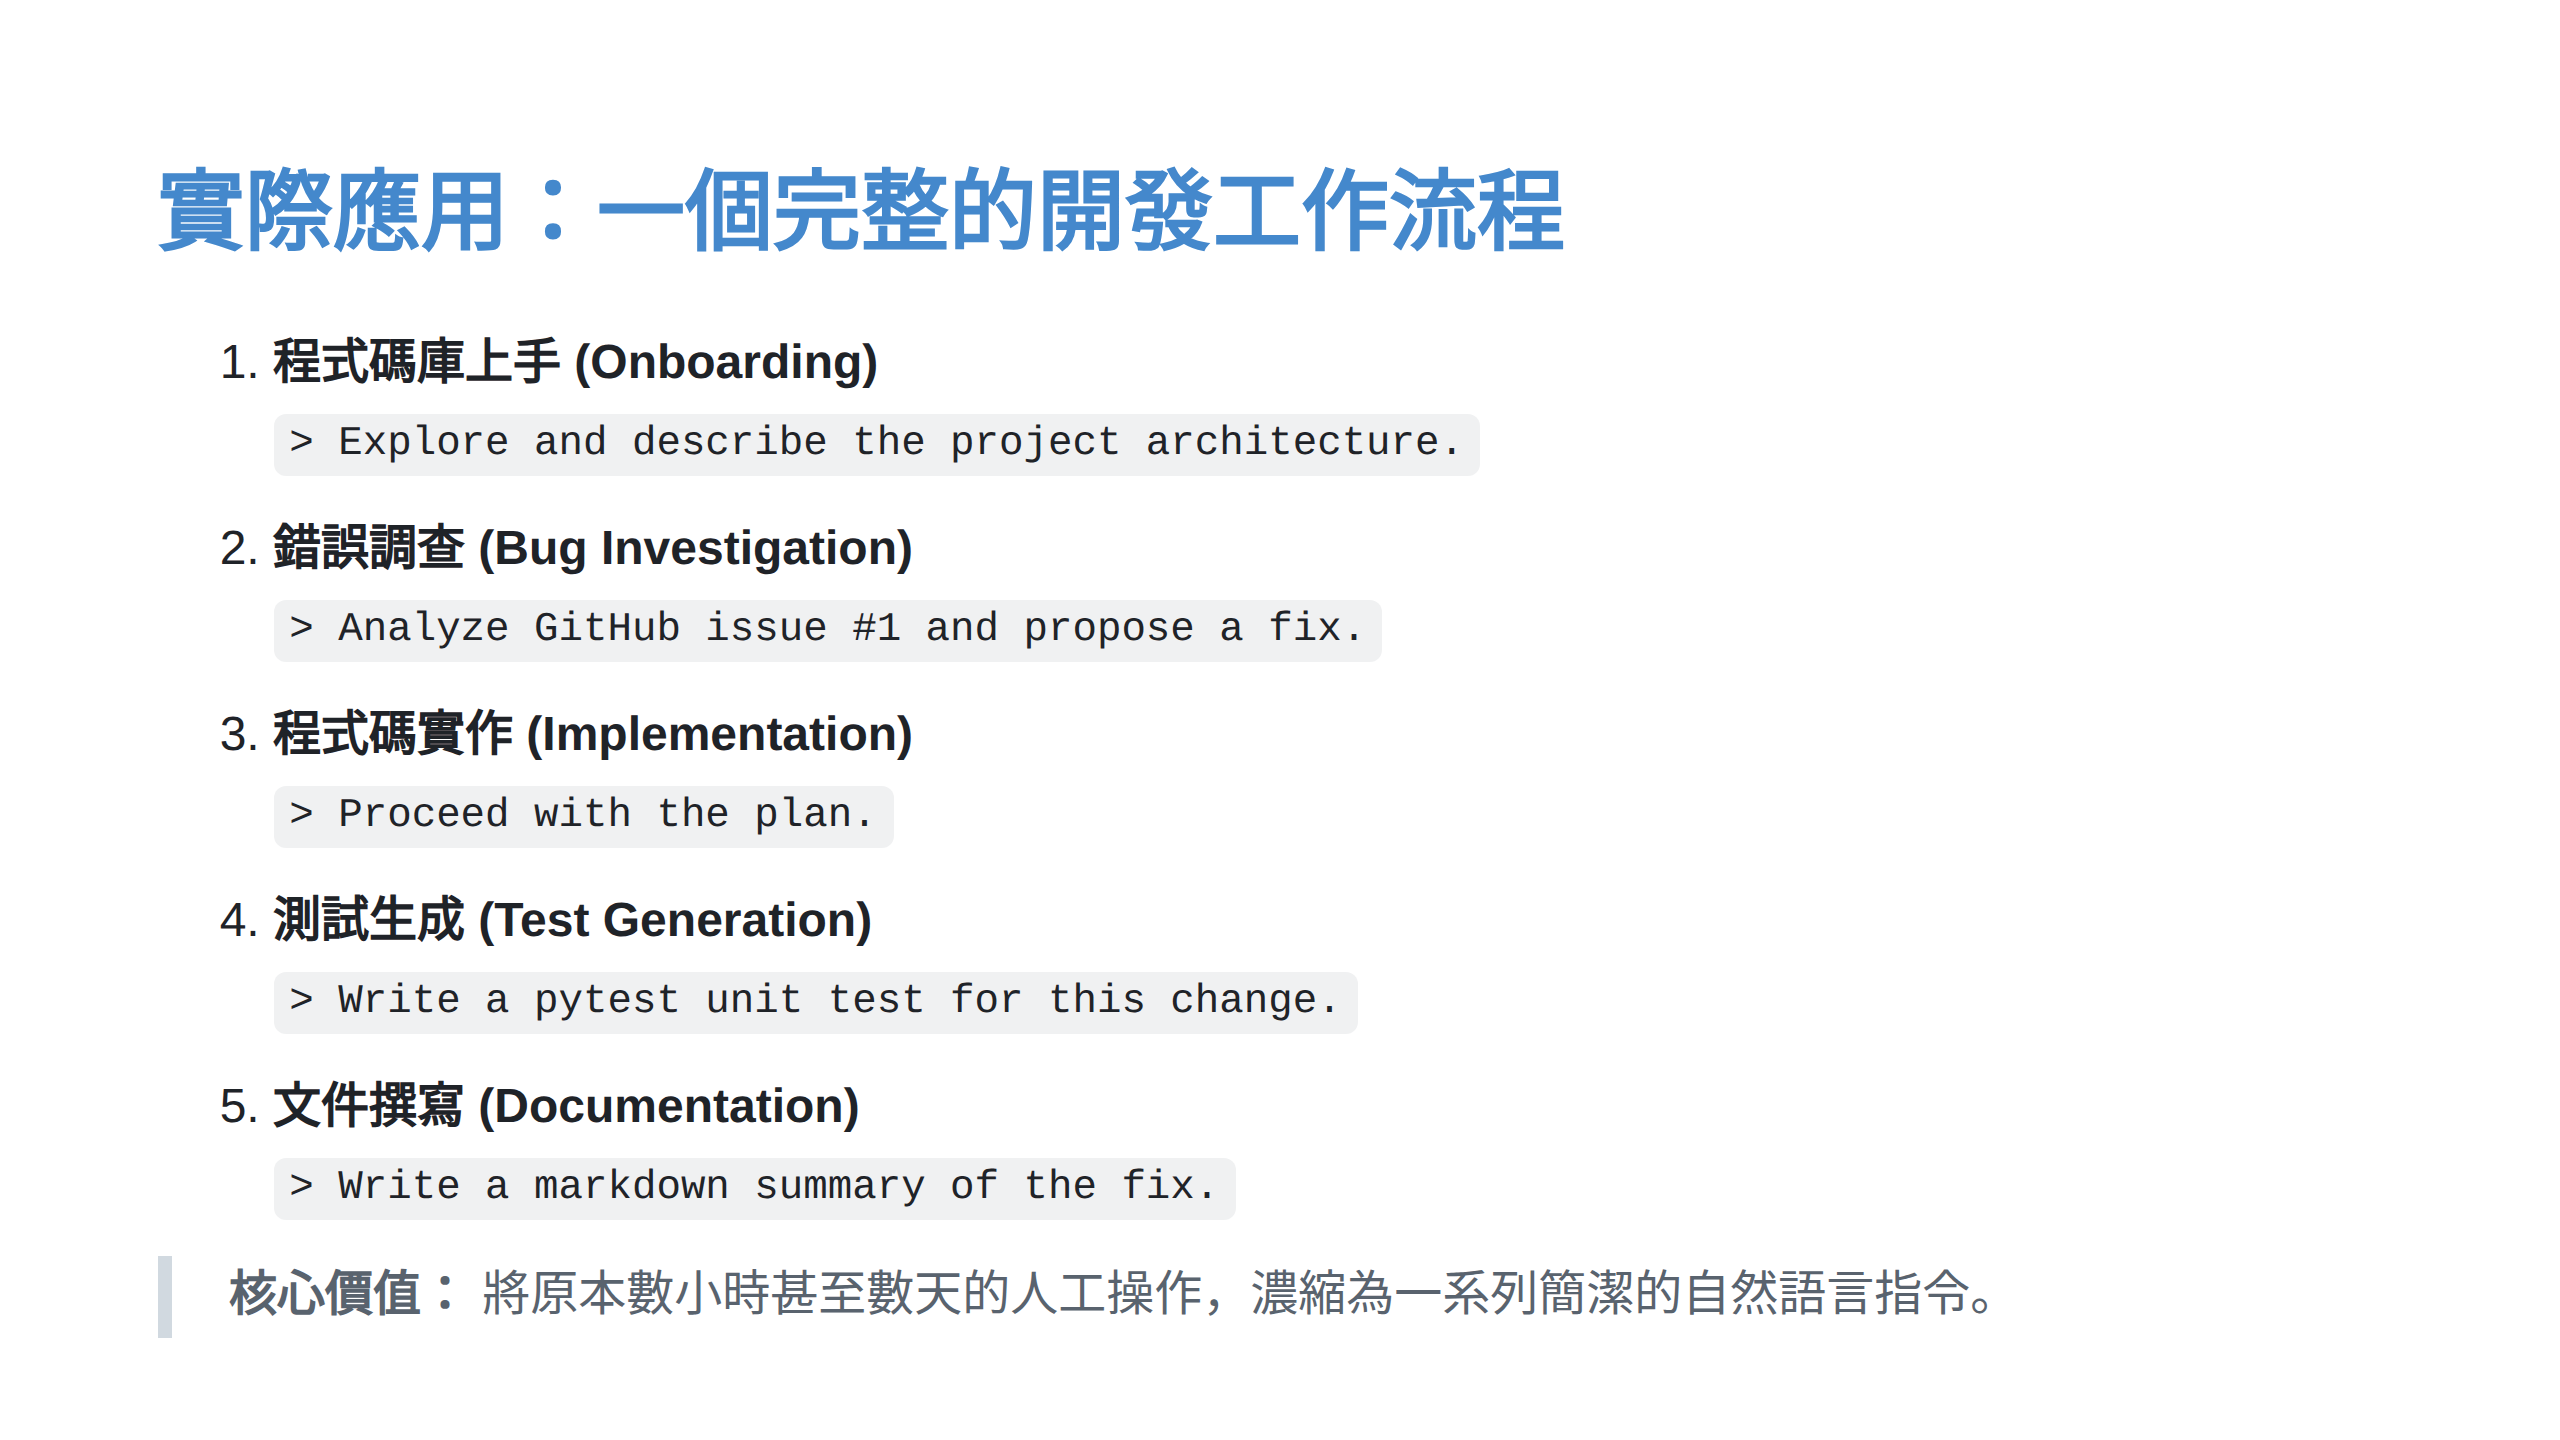 實際應用：一個完整的開發工作流程
1. 程式碼庫上手 (Onboarding)
> Explore and describe the project architecture.
2. 錯誤調查 (Bug Investigation)
> Analyze GitHub issue #1 and propose a fix.
3. 程式碼實作 (Implementation)
> Proceed with the plan.
4. 測試生成 (Test Generation)
> Write a pytest unit test for this change.
5. 文件撰寫 (Documentation)
> Write a markdown summary of the fix.
核心價值：將原本數小時甚至數天的人工操作，濃縮為一系列簡潔的自然語言指令。